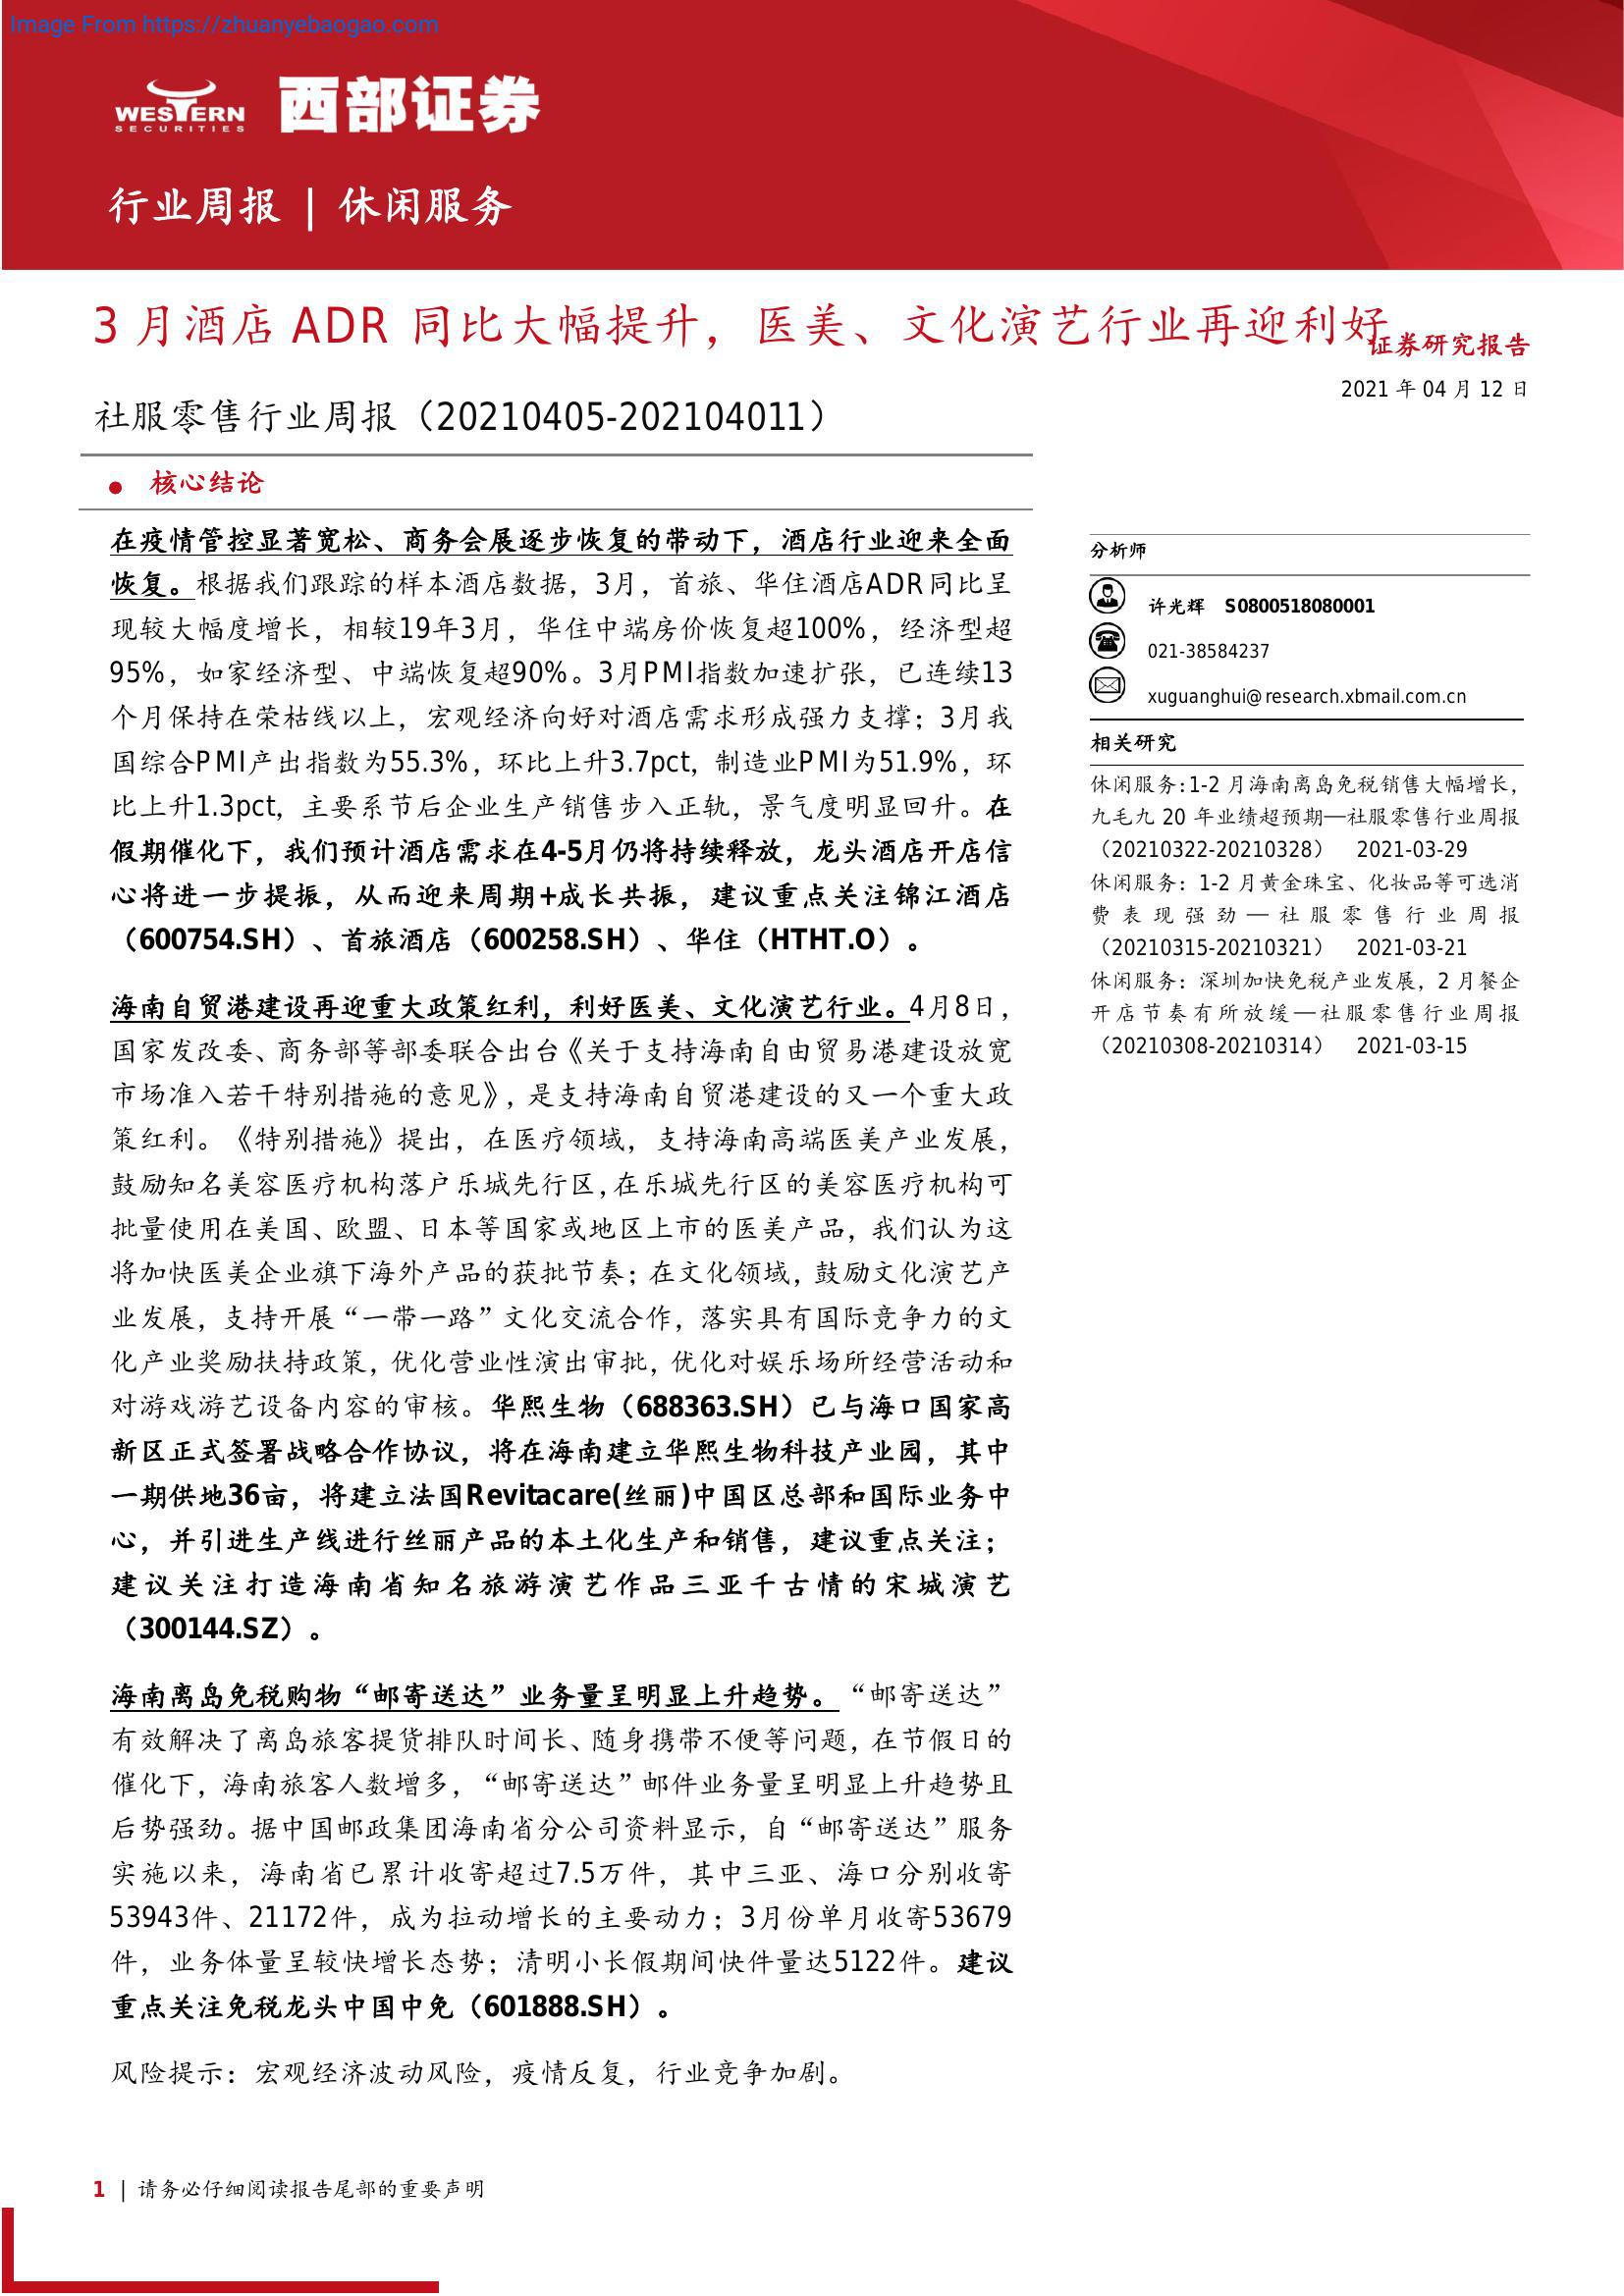 Image From https://zhuanyebaogao.com
WESTERN
SECURITIES
西部证券
行业周报 | 休闲服务
3 月酒店 ADR 同比大幅提升，医美、文化演艺行业再迎利好
证券研究报告
2021 年 04 月 12 日
社服零售行业周报（20210405-202104011）
● 核心结论
在疫情管控显著宽松、商务会展逐步恢复的带动下，酒店行业迎来全面
恢复。根据我们跟踪的样本酒店数据，3月，首旅、华住酒店ADR同比呈
现较大幅度增长，相较19年3月，华住中端房价恢复超100%，经济型超
95%，如家经济型、中端恢复超90%。3月PMI指数加速扩张，已连续13
个月保持在荣枯线以上，宏观经济向好对酒店需求形成强力支撑；3月我
国综合PMI产出指数为55.3%，环比上升3.7pct，制造业PMI为51.9%，环
比上升1.3pct，主要系节后企业生产销售步入正轨，景气度明显回升。在
假期催化下，我们预计酒店需求在4-5月仍将持续释放，龙头酒店开店信
心将进一步提振，从而迎来周期+成长共振，建议重点关注锦江酒店
（600754.SH）、首旅酒店（600258.SH）、华住（HTHT.O）。
海南自贸港建设再迎重大政策红利，利好医美、文化演艺行业。4月8日，
国家发改委、商务部等部委联合出台《关于支持海南自由贸易港建设放宽
市场准入若干特别措施的意见》，是支持海南自贸港建设的又一个重大政
策红利。《特别措施》提出，在医疗领域，支持海南高端医美产业发展，
鼓励知名美容医疗机构落户乐城先行区，在乐城先行区的美容医疗机构可
批量使用在美国、欧盟、日本等国家或地区上市的医美产品，我们认为这
将加快医美企业旗下海外产品的获批节奏；在文化领域，鼓励文化演艺产
业发展，支持开展“一带一路”文化交流合作，落实具有国际竞争力的文
化产业奖励扶持政策，优化营业性演出审批，优化对娱乐场所经营活动和
对游戏游艺设备内容的审核。华熙生物（688363.SH）已与海口国家高
新区正式签署战略合作协议，将在海南建立华熙生物科技产业园，其中
一期供地36亩，将建立法国Revitacare(丝丽)中国区总部和国际业务中
心，并引进生产线进行丝丽产品的本土化生产和销售，建议重点关注；
建议关注打造海南省知名旅游演艺作品三亚千古情的宋城演艺
（300144.SZ）。
海南离岛免税购物“邮寄送达”业务量呈明显上升趋势。“邮寄送达”
有效解决了离岛旅客提货排队时间长、随身携带不便等问题，在节假日的
催化下，海南旅客人数增多，“邮寄送达”邮件业务量呈明显上升趋势且
后势强劲。据中国邮政集团海南省分公司资料显示，自“邮寄送达”服务
实施以来，海南省已累计收寄超过7.5万件，其中三亚、海口分别收寄
53943件、21172件，成为拉动增长的主要动力；3月份单月收寄53679
件，业务体量呈较快增长态势；清明小长假期间快件量达5122件。建议
重点关注免税龙头中国中免（601888.SH）。
风险提示：宏观经济波动风险，疫情反复，行业竞争加剧。
分析师
许光辉 S0800518080001
021-38584237
xuguanghui@research.xbmail.com.cn
相关研究
休闲服务：1-2 月海南离岛免税销售大幅增长，
九毛九 20 年业绩超预期—社服零售行业周报
（20210322-20210328） 2021-03-29
休闲服务：1-2 月黄金珠宝、化妆品等可选消
费表现强劲—社服零售行业周报
（20210315-20210321） 2021-03-21
休闲服务：深圳加快免税产业发展，2 月餐企
开店节奏有所放缓—社服零售行业周报
（20210308-20210314） 2021-03-15
1 | 请务必仔细阅读报告尾部的重要声明